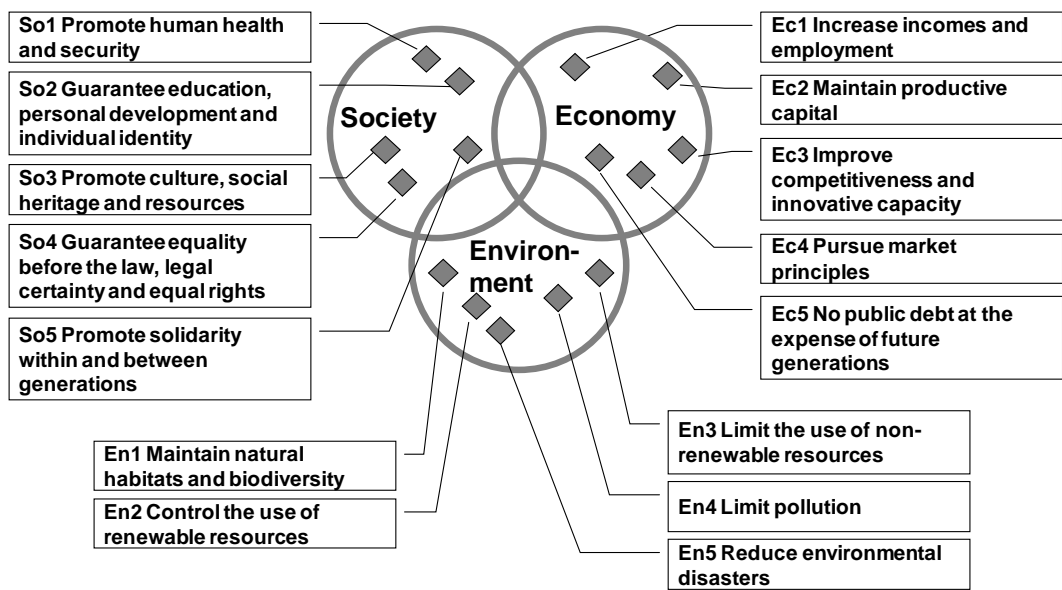 So1 Promote human health
and security
So2 Guarantee education,
personal development and
individual identity
So3 Promote culture, social
heritage and resources
So4 Guarantee equality
before the law, legal
certainty and equal rights
So5 Promote solidarity
within and between
generations
Society
Economy
Environ-
ment
Ec1 Increase incomes and
employment
Ec2 Maintain productive
capital
Ec3 Improve
competitiveness and
innovative capacity
Ec4 Pursue market
principles
Ec5 No public debt at the
expense of future
generations
En1 Maintain natural
habitats and biodiversity
En2 Control the use of
renewable resources
En3 Limit the use of non-
renewable resources
En4 Limit pollution
En5 Reduce environmental
disasters